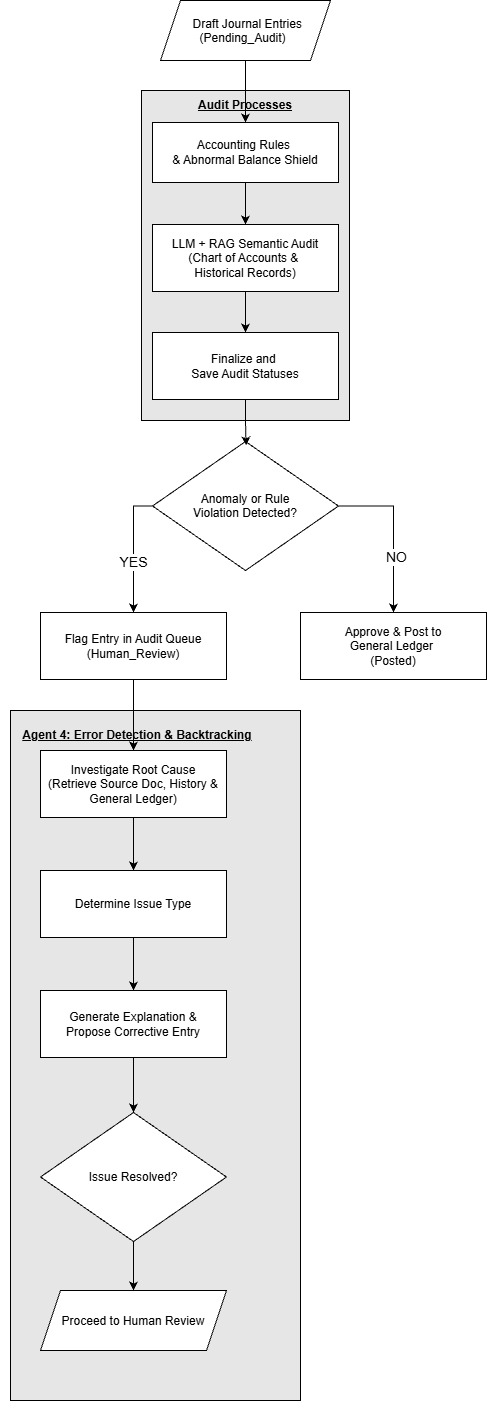 Draft Journal Entries
(Pending_Audit)
Audit Processes
Accounting Rules
& Abnormal Balance Shield
LLM + RAG Semantic Audit
(Chart of Accounts &
Historical Records)
Finalize and
Save Audit Statuses
Anomaly or Rule
Violation Detected?
YES
NO
Flag Entry in Audit Queue
(Human_Review)
Approve & Post to
General Ledger
(Posted)
Agent 4: Error Detection & Backtracking
Investigate Root Cause
(Retrieve Source Doc, History &
General Ledger)
Determine Issue Type
Generate Explanation &
Propose Corrective Entry
Issue Resolved?
Proceed to Human Review